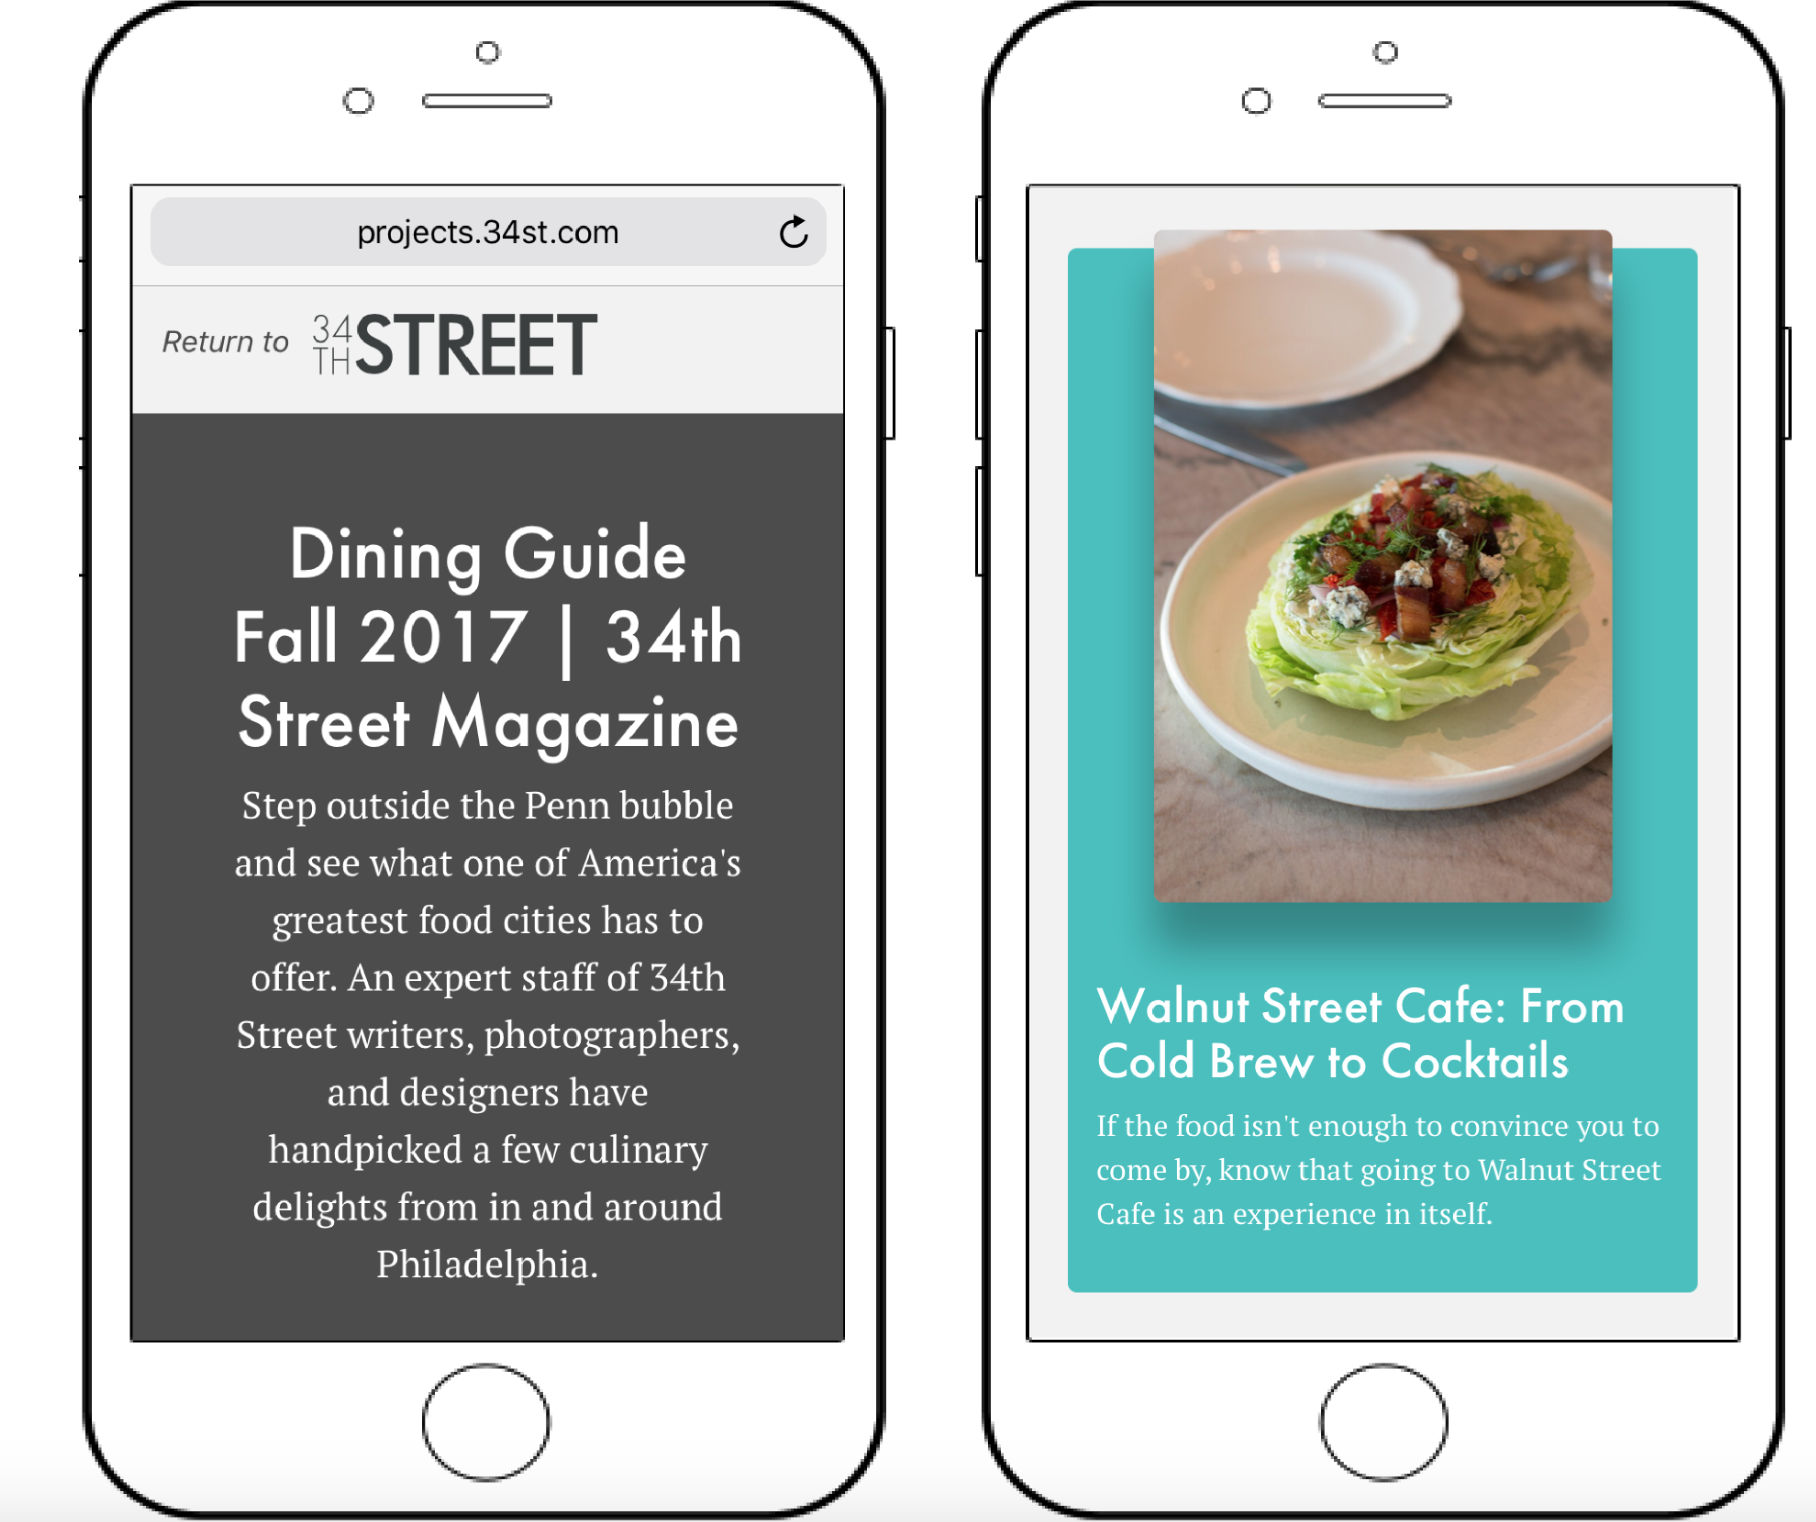 projects.34st.com
Return to 34TH STREET
Dining Guide
Fall 2017 | 34th
Street Magazine
Step outside the Penn bubble
and see what one of America's
greatest food cities has to
offer. An expert staff of 34th
Street writers, photographers,
and designers have
handpicked a few culinary
delights from in and around
Philadelphia.
Walnut Street Cafe: From
Cold Brew to Cocktails
If the food isn't enough to convince you to
come by, know that going to Walnut Street
Cafe is an experience in itself.